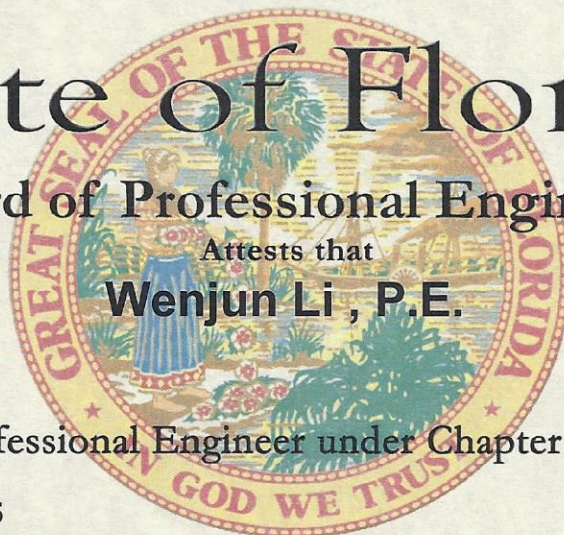 GREAT SEAL OF THE STATE OF FLORIDA
te of Flor
rd of Professional Engin
Attests that
Wenjun Li , P.E.
fessional Engineer under Chapter
IN GOD WE TRUST